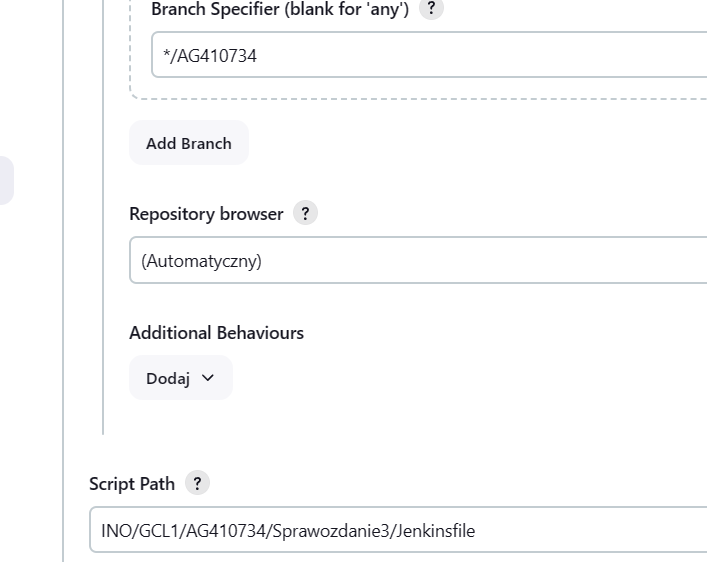 Branch Specifier (blank for 'any') ?
*/AG410734
Add Branch
Repository browser ?
(Automatyczny)
Additional Behaviours
Dodaj
Script Path ?
INO/GCL1/AG410734/Sprawozdanie3/Jenkinsfile